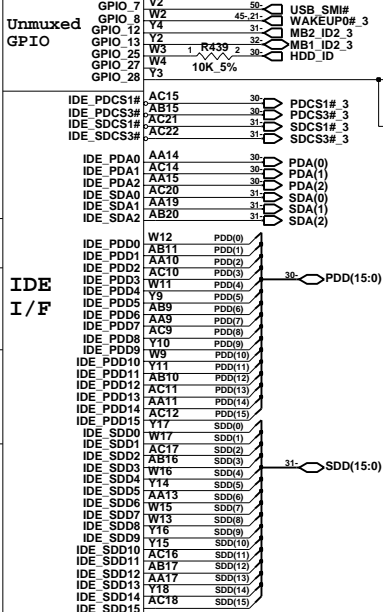 GPIO_7 V2 50- USB_SMI#
Unmuxed GPIO_8 W2 45-,21- WAKEUP0#_3
GPIO_12 Y4 31- MB2_ID2_3
GPIO GPIO_13 Y2 32- MB1_ID2_3
GPIO_25 W3 1 R439 2 30- HDD_ID
GPIO_27 W4 10K_5%
GPIO_28 Y3
IDE_PDCS1# AC15 30- PDCS1#_3
IDE_PDCS3# AB15 30- PDCS3#_3
IDE_SDCS1# AC21 31- SDCS1#_3
IDE_SDCS3# AC22 31- SDCS3#_3
IDE_PDA0 AA14 30- PDA(0)
IDE_PDA1 AC14 30- PDA(1)
IDE_PDA2 AA15 30- PDA(2)
IDE_SDA0 AC20 31- SDA(0)
IDE_SDA1 AA19 31- SDA(1)
IDE_SDA2 AB20 31- SDA(2)
IDE_PDD0 W12 PDD(0)
IDE_PDD1 AB11 PDD(1)
IDE_PDD2 AA10 PDD(2)
IDE IDE_PDD3 AC10 PDD(3) 30- PDD(15:0)
IDE_PDD4 W11 PDD(4)
I/F IDE_PDD5 Y9 PDD(5)
IDE_PDD6 AB9 PDD(6)
IDE_PDD7 AA9 PDD(7)
IDE_PDD8 AC9 PDD(8)
IDE_PDD9 Y10 PDD(9)
IDE_PDD10 W9 PDD(10)
IDE_PDD11 Y11 PDD(11)
IDE_PDD12 AB10 PDD(12)
IDE_PDD13 AC11 PDD(13)
IDE_PDD14 AA11 PDD(14)
IDE_PDD15 AC12 PDD(15)
IDE_SDD0 Y17 SDD(0)
IDE_SDD1 W17 SDD(1)
IDE_SDD2 AC17 SDD(2)
IDE_SDD3 AB16 SDD(3) 31- SDD(15:0)
IDE_SDD4 W16 SDD(4)
IDE_SDD5 Y14 SDD(5)
IDE_SDD6 AA13 SDD(6)
IDE_SDD7 W15 SDD(7)
IDE_SDD8 W13 SDD(8)
IDE_SDD9 Y16 SDD(9)
IDE_SDD10 Y15 SDD(10)
IDE_SDD11 AC16 SDD(11)
IDE_SDD12 AB17 SDD(12)
IDE_SDD13 AA17 SDD(13)
IDE_SDD14 Y18 SDD(14)
IDE_SDD15 AC18 SDD(15)